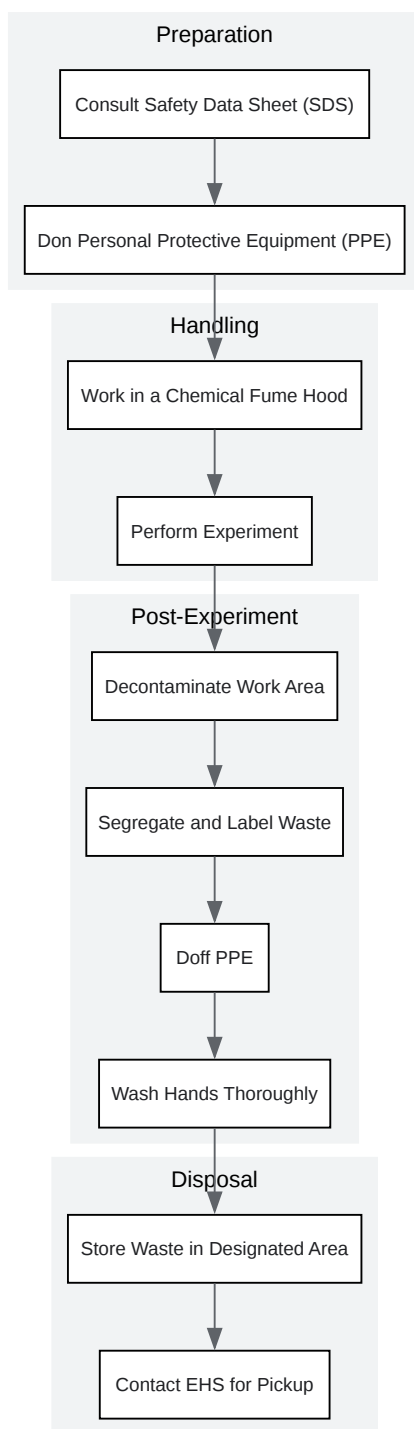 Preparation
Consult Safety Data Sheet (SDS)
Don Personal Protective Equipment (PPE)
Handling
Work in a Chemical Fume Hood
Perform Experiment
Post-Experiment
Decontaminate Work Area
Segregate and Label Waste
Doff PPE
Wash Hands Thoroughly
Disposal
Store Waste in Designated Area
Contact EHS for Pickup